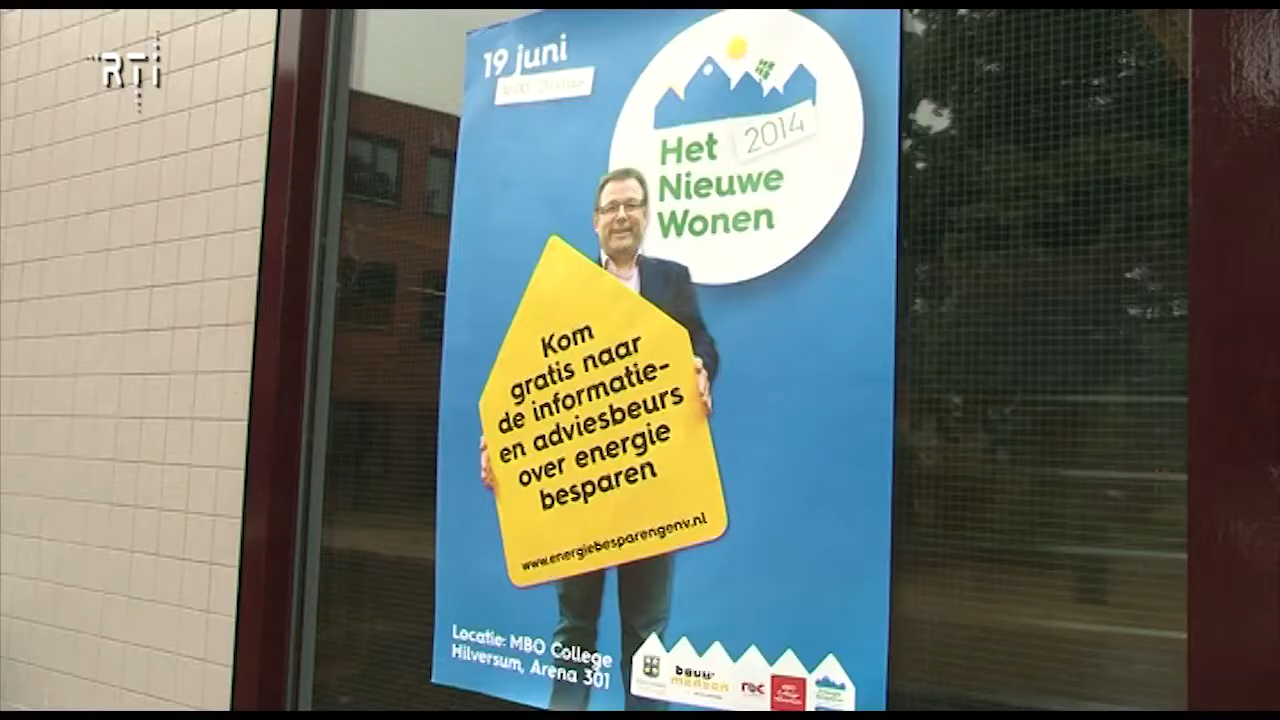 RTi
19 juni
Het 2014
Nieuwe
Wonen
Kom
gratis naar
de informatie-
en adviesbeurs
over energie
besparen
www.energiebesparengenv.nl
Locatie: MBO College
Hilversum, Arena 301
bouw
mensen
roc